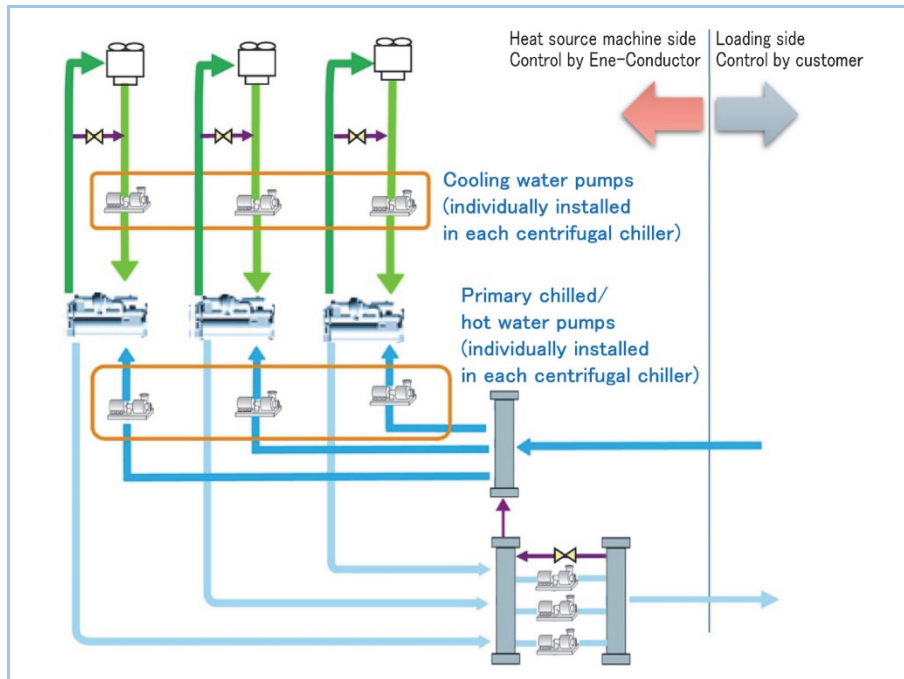 Heat source machine side
Control by Ene-Conductor
Loading side
Control by customer
Cooling water pumps
(individually installed
in each centrifugal chiller)
Primary chilled/
hot water pumps
(individually installed
in each centrifugal chiller)